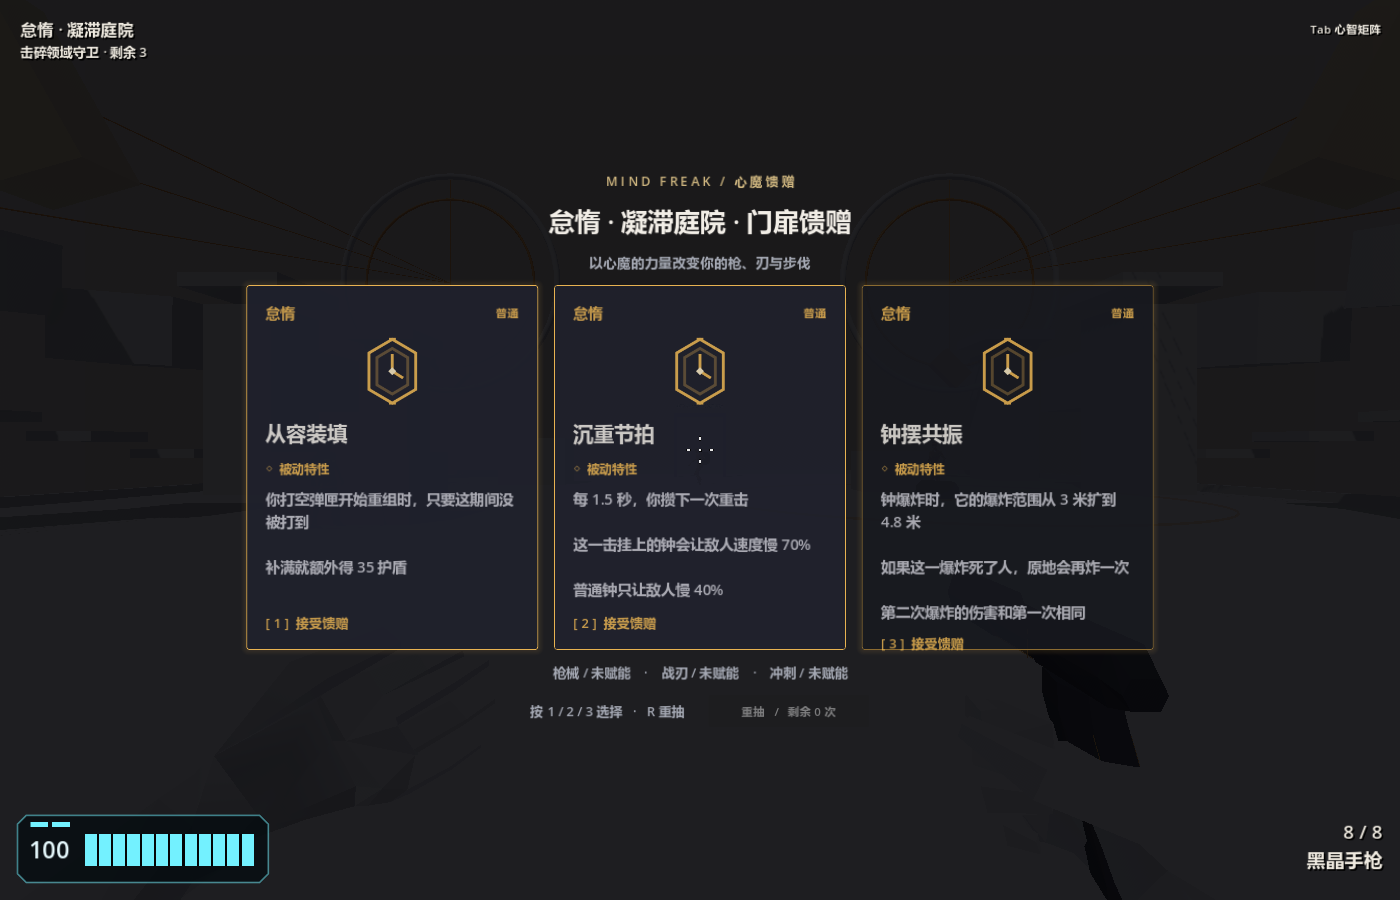 怠惰 · 凝滞庭院
击碎领域守卫 · 剩余 3
Tab 心智矩阵
MIND FREAK / 心魔馈赠
怠惰 · 凝滞庭院 · 门扉馈赠
以心魔的力量改变你的枪、刃与步伐
怠惰 普通
从容装填
被动特性
你打空弹匣开始重组时，只要这期间没
被打到
补满就额外得 35 护盾
[ 1 ] 接受馈赠
怠惰 普通
沉重节拍
被动特性
每 1.5 秒，你攒下一次重击
这一击挂上的钟会让敌人速度慢 70%
普通钟只让敌人慢 40%
[ 2 ] 接受馈赠
怠惰 普通
钟摆共振
被动特性
钟爆炸时，它的爆炸范围从 3 米扩到
4.8 米
如果这一爆炸死了人，原地会再炸一次
第二次爆炸的伤害和第一次相同
[ 3 ] 接受馈赠
枪械 / 未赋能 · 战刃 / 未赋能 · 冲刺 / 未赋能
按 1 / 2 / 3 选择 · R 重抽 重抽 / 剩余 0 次
100
8 / 8
黑晶手枪